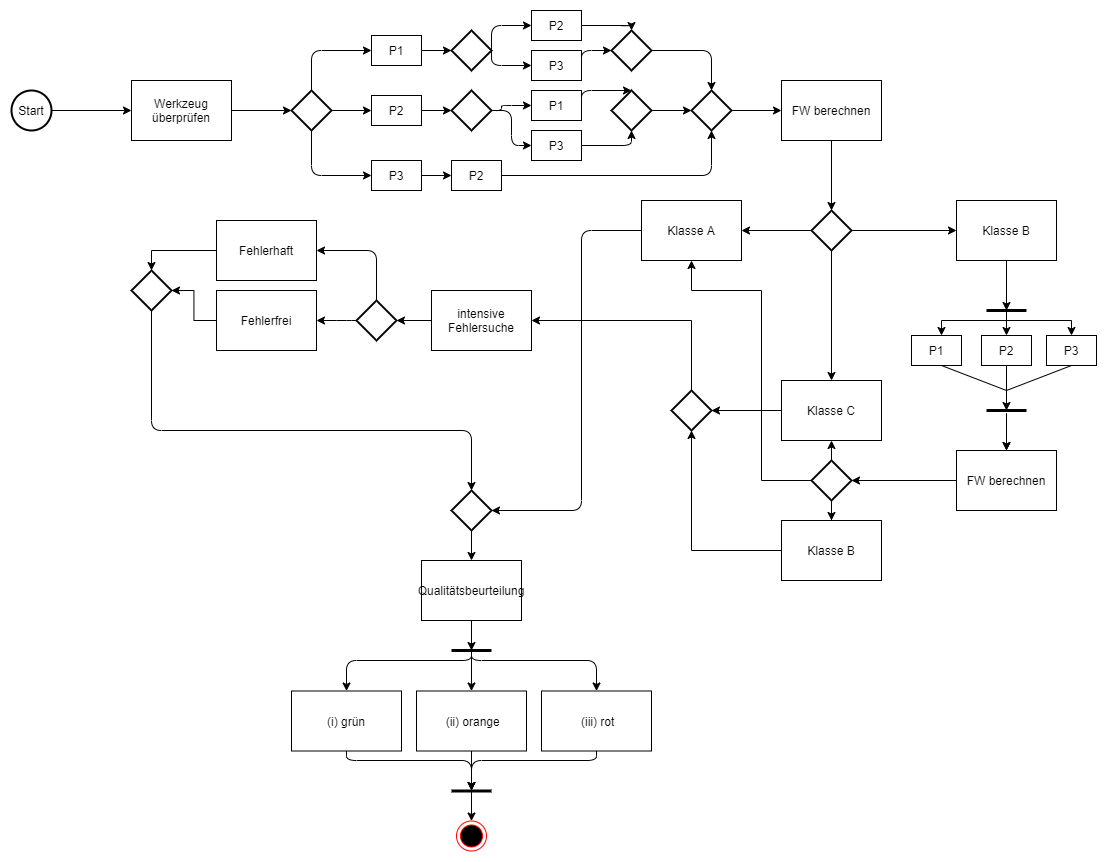 P2
P1
P3
Start
Werkzeug
überprüfen
P2
P1
P3
FW berechnen
P3
P2
Klasse A
Klasse B
Fehlerhaft
Fehlerfrei
intensive
Fehlersuche
P1
P2
P3
Klasse C
FW berechnen
Klasse B
Qualitätsbeurteilung
(i) grün
(ii) orange
(iii) rot